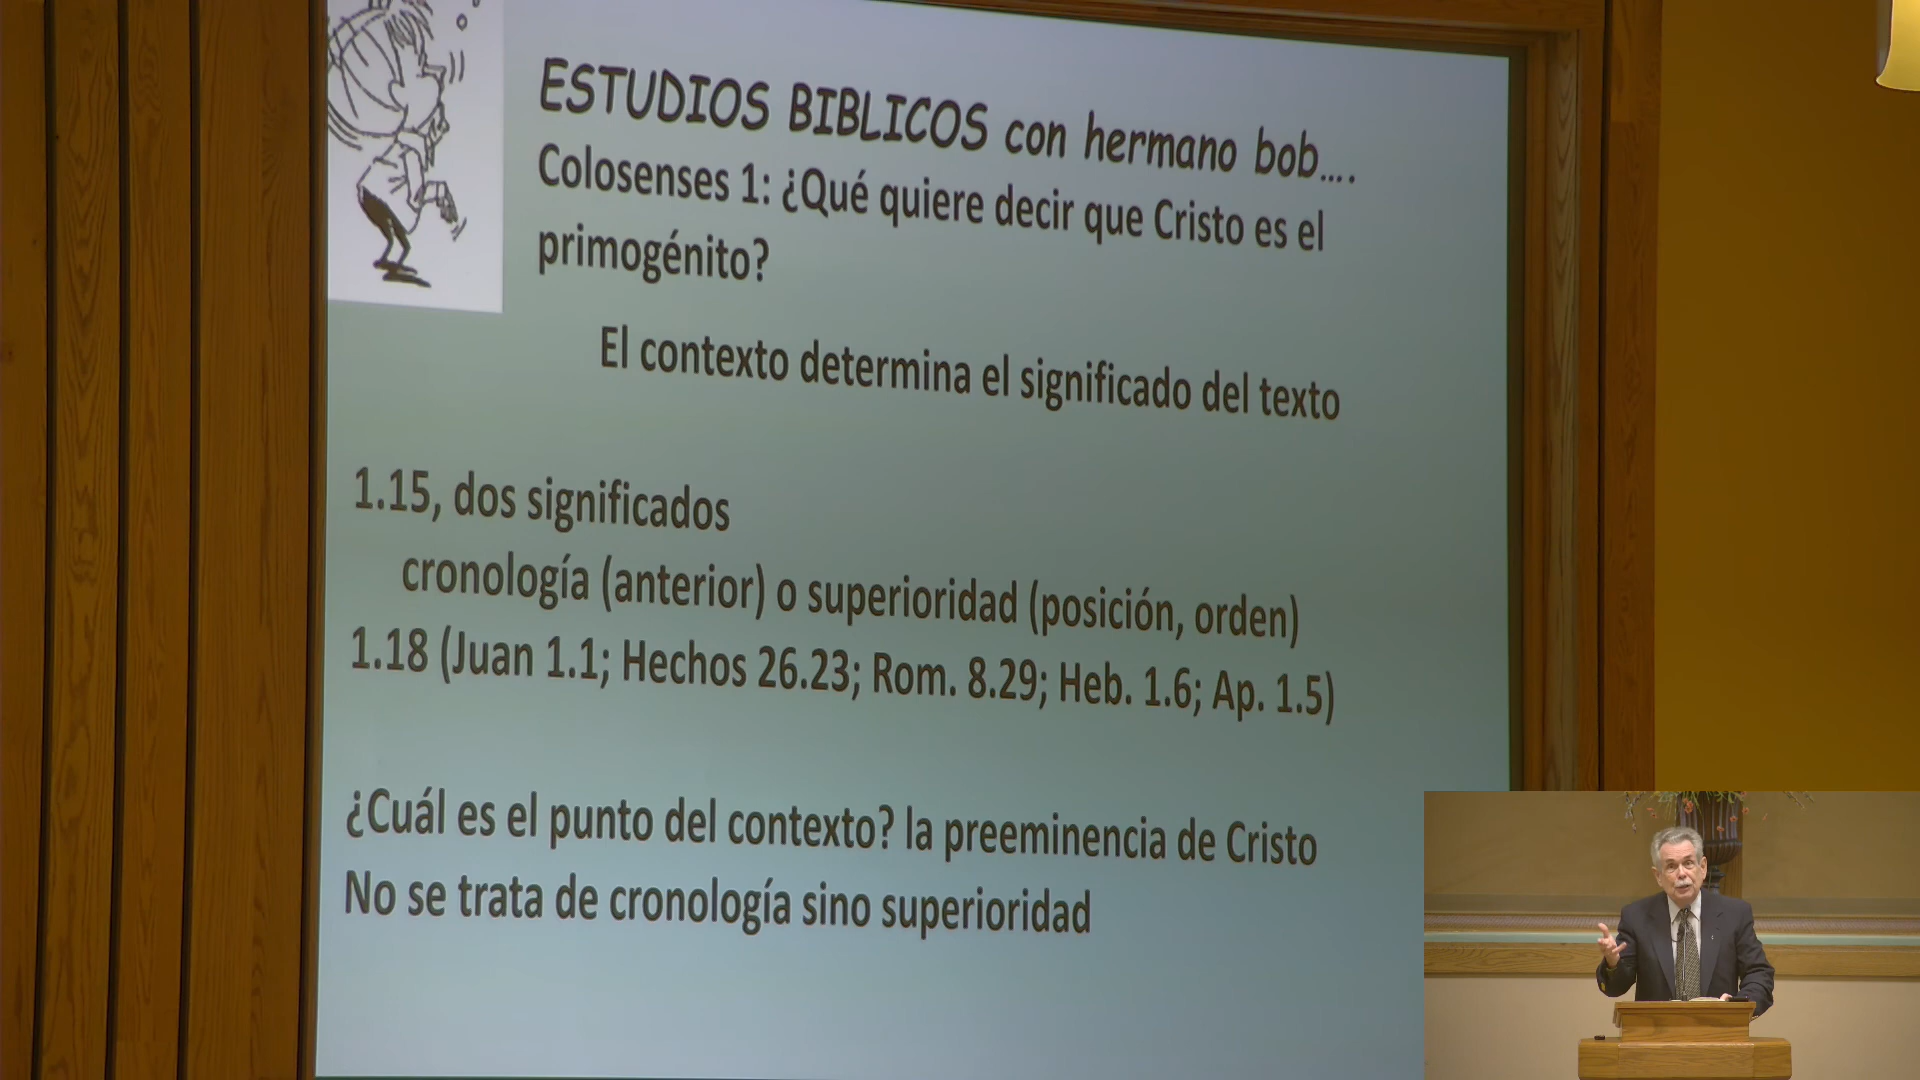 ESTUDIOS BIBLICOS con hermano bob....
Colosenses 1: ¿Qué quiere decir que Cristo es el
primogénito?
El contexto determina el significado del texto
1.15, dos significados
cronología (anterior) o superioridad (posición, orden)
1.18 (Juan 1.1; Hechos 26.23; Rom. 8.29; Heb. 1.6; Ap. 1.5)
¿Cuál es el punto del contexto? la preeminencia de Cristo
No se trata de cronología sino superioridad